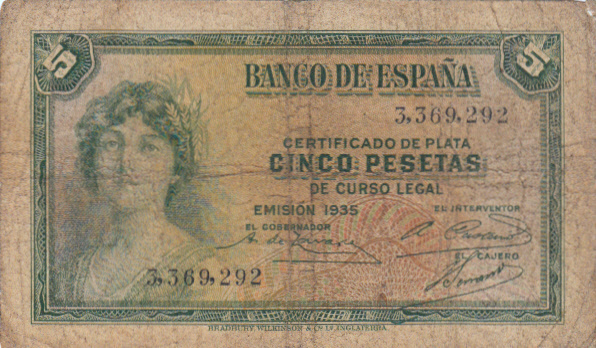 5 BANCO DE ESPAÑA 5
3,369,292
CERTIFICADO DE PLATA
CINCO PESETAS
DE CURSO LEGAL
EMISIÓN 1935
EL GOBERNADOR
EL INTERVENTOR
EL CAJERO
3,369,292
BRADBURY, WILKINSON & Cº Lᴰ, INGLATERRA.